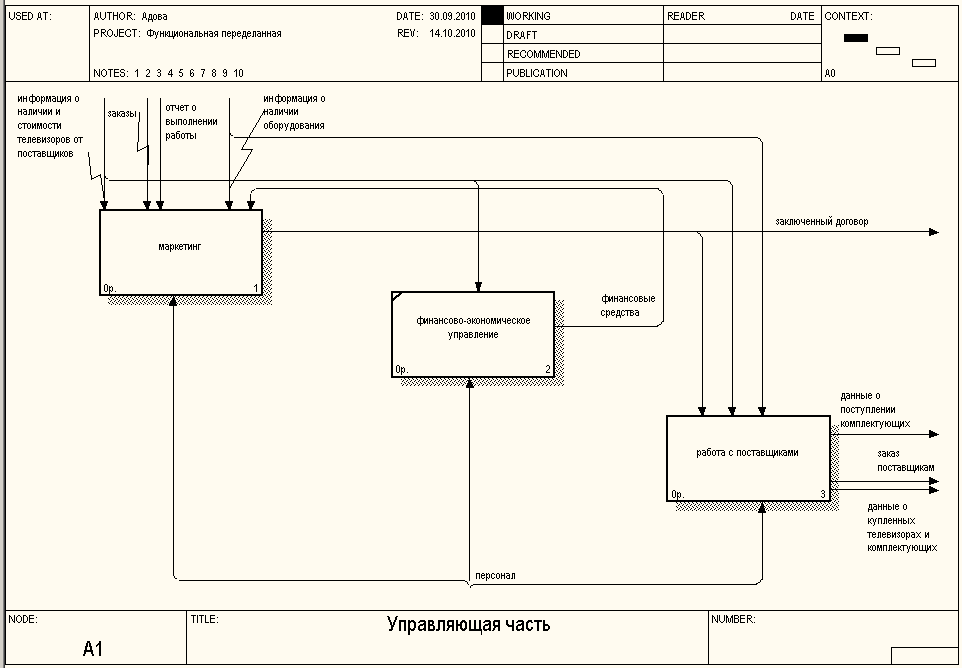 USED AT:
AUTHOR: Адова
DATE: 30.09.2010
PROJECT: Функциональная переделанная
REV: 14.10.2010
NOTES: 1 2 3 4 5 6 7 8 9 10
WORKING
DRAFT
RECOMMENDED
PUBLICATION
READER
DATE
CONTEXT:
A0
информация о
наличии и
стоимости
телевизоров от
поставщиков
заказы
отчет о
выполнении
работы
информация о
наличии
оборудования
маркетинг
0р.
1
заключенный договор
финансово-экономическое
управление
0р.
2
финансовые
средства
работа с поставщиками
0р.
3
данные о
поступлении
комплектующих
заказ
поставщикам
данные о
купленных
телевизорах и
комплектующих
персонал
NODE:
A1
TITLE:
Управляющая часть
NUMBER: